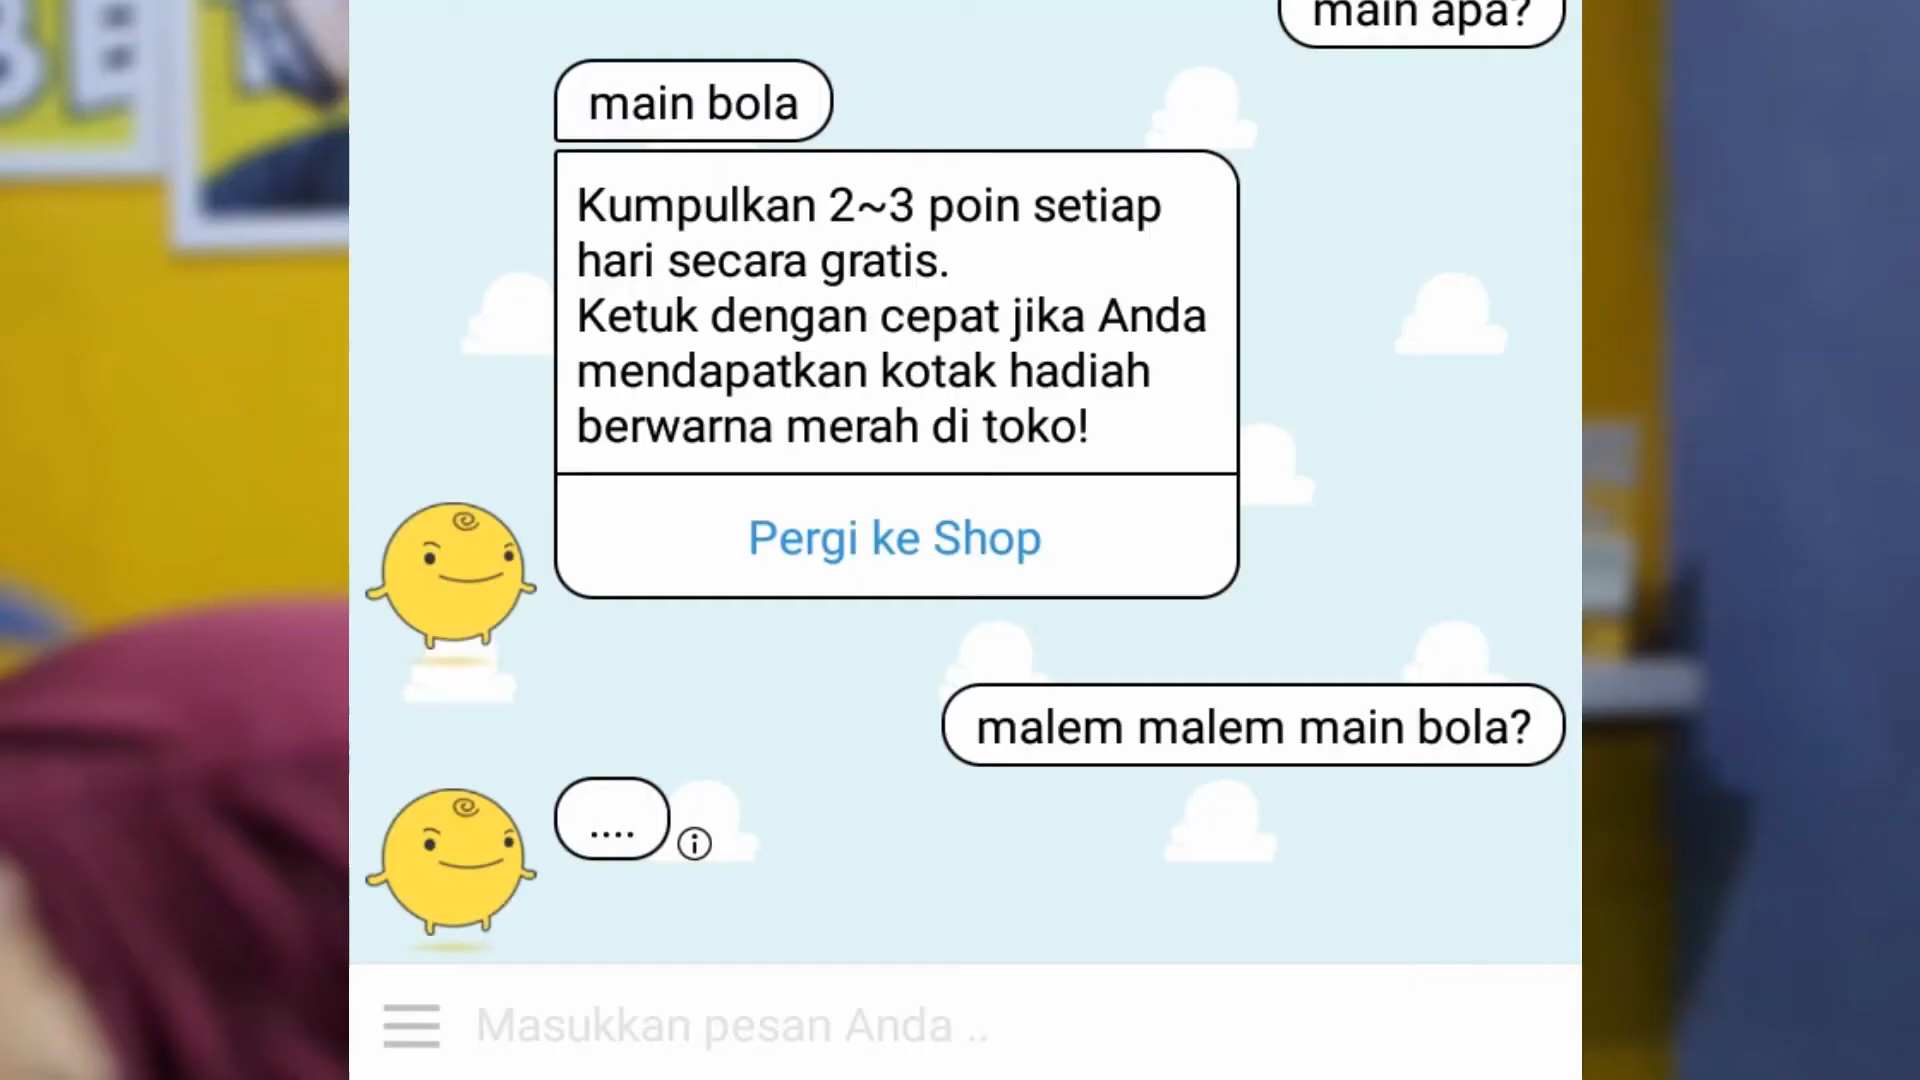 main apa?
main bola
Kumpulkan 2~3 poin setiap
hari secara gratis.
Ketuk dengan cepat jika Anda
mendapatkan kotak hadiah
berwarna merah di toko!
Pergi ke Shop
malem malem main bola?
....
Masukkan pesan Anda ..